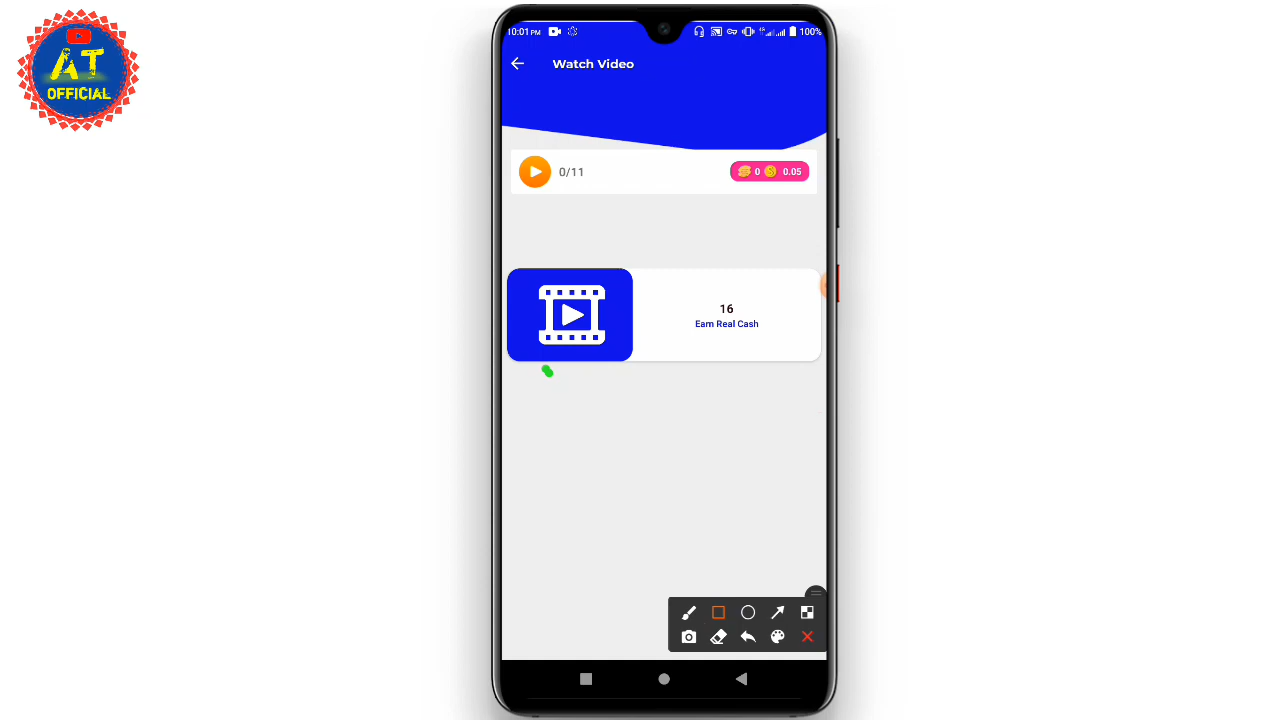 AT
OFFICIAL
10:01 PM
100%
Watch Video
0/11
0 0.05
16
Earn Real Cash